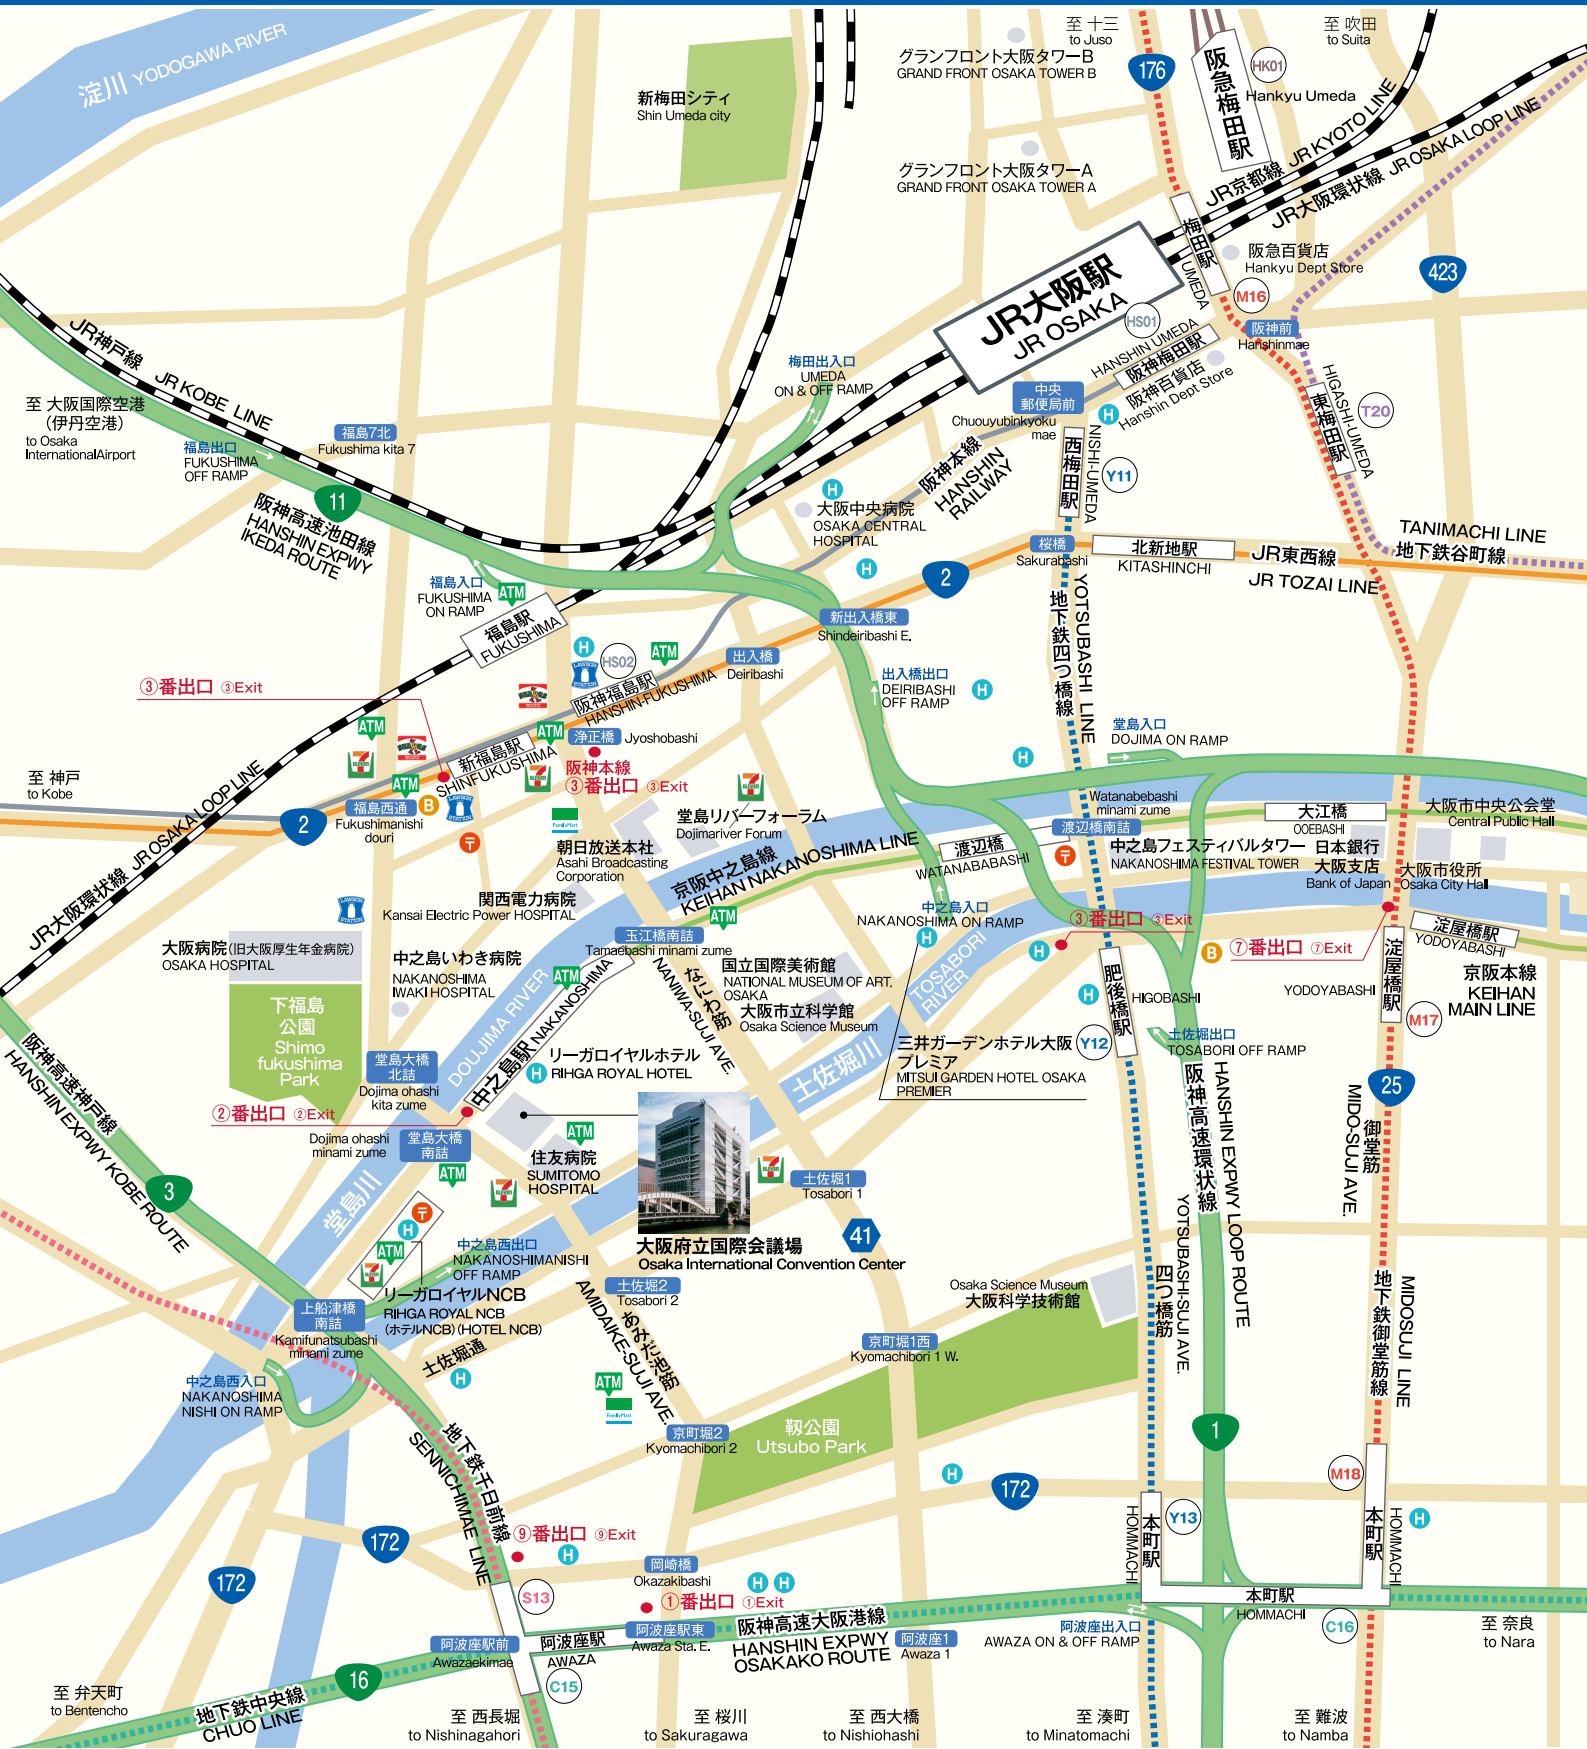 淀川 YODOGAWA RIVER
新梅田シティ
Shin Umeda city
グランフロント大阪タワーB
GRAND FRONT OSAKA TOWER B
グランフロント大阪タワーA
GRAND FRONT OSAKA TOWER A
至 十三
to Juso
176
阪急梅田駅
HK01
Hankyu Umeda
至 吹田
to Suita
JR京都線 JR KYOTO LINE
JR大阪環状線 JR OSAKA LOOP LINE
梅田駅
UMEDA
阪急百貨店
Hankyu Dept Store
423
M16
阪神前
Hanshinmae
JR大阪駅
JR OSAKA
HS01
HANSHIN UMEDA
阪神梅田駅
阪神百貨店
Hanshin Dept Store
中央
郵便局前
Chuouyubinkyoku
mae
H
HIGASHI-UMEDA
東梅田駅
T20
梅田出入口
UMEDA
ON & OFF RAMP
JR神戸線 JR KOBE LINE
至 大阪国際空港
(伊丹空港)
to Osaka
InternationalAirport
福島出口
FUKUSHIMA
OFF RAMP
福島7北
Fukushima kita 7
11
阪神高速池田線
HANSHIN EXPWY
IKEDA ROUTE
阪神本線
HANSHIN
RAILWAY
西梅田駅
NISHI-UMEDA
Y11
H
大阪中央病院
OSAKA CENTRAL
HOSPITAL
H
2
桜橋
Sakurabashi
北新地駅
KITASHINCHI
JR東西線
JR TOZAI LINE
TANIMACHI LINE
地下鉄谷町線
福島入口
FUKUSHIMA
ON RAMP
ATM
福島駅
FUKUSHIMA
新出入橋東
Shindeiribashi E.
地下鉄四つ橋線
YOTSUBASHI LINE
H
LAWSON
STATION
HS02
ATM
出入橋
Deiribashi
阪神福島駅
HANSHIN-FUKUSHIMA
出入橋出口
DEIRIBASHI
OFF RAMP
H
③番出口 ③Exit
ATM
ATM
浄正橋 Jyoshobashi
新福島駅
SHINFUKUSHIMA
阪神本線
③番出口 ③Exit
堂島入口
DOJIMA ON RAMP
H
至 神戸
to Kobe
2
ATM
福島西通
Fukushimanishi
douri
B
LAWSON
STATION
〒
FamilyMart
堂島リバーフォーラム
Dojimariver Forum
朝日放送本社
Asahi Broadcasting
Corporation
京阪中之島線
KEIHAN NAKANOSHIMA LINE
渡辺橋
WATANABABASHI
Watanabebashi
minami zume
渡辺橋南詰
〒
大江橋
OOEBASHI
大阪市中央公会堂
Central Public Hall
中之島フェスティバルタワー
NAKANOSHIMA FESTIVAL TOWER
日本銀行
大阪支店
Bank of Japan
大阪市役所
Osaka City Hall
JR大阪環状線 JR OSAKA LOOP LINE
LAWSON
STATION
関西電力病院
Kansai Electric Power HOSPITAL
ATM
玉江橋南詰
Tamaebashi minami zume
中之島入口
NAKANOSHIMA ON RAMP
H
H
③番出口 ③Exit
B
⑦番出口 ⑦Exit
淀屋橋駅
YODOYABASHI
京阪本線
KEIHAN
MAIN LINE
大阪病院(旧大阪厚生年金病院)
OSAKA HOSPITAL
中之島いわき病院
NAKANOSHIMA
IWAKI HOSPITAL
ATM
国立国際美術館
NATIONAL MUSEUM OF ART,
OSAKA
大阪市立科学館
Osaka Science Museum
なにわ筋
NANIWA-SUJI AVE.
TOSABORI
RIVER
土佐堀川
H
肥後橋駅
HIGOBASHI
Y12
YODOYABASHI
淀屋橋駅
M17
下福島
公園
Shimo
fukushima
Park
DOUJIMA RIVER
中之島駅 NAKANOSHIMA
堂島大橋
北詰
Dojima ohashi
kita zume
H
リーガロイヤルホテル
RIHGA ROYAL HOTEL
三井ガーデンホテル大阪
プレミア
MITSUI GARDEN HOTEL OSAKA
PREMIER
土佐堀出口
TOSABORI OFF RAMP
②番出口 ②Exit
Dojima ohashi
minami zume
堂島大橋
南詰
ATM
ATM
住友病院
SUMITOMO
HOSPITAL
25
御堂筋
MIDO-SUJI AVE.
阪神高速神戸線
HANSHIN EXPWY KOBE ROUTE
3
堂島川
土佐堀1
Tosabori 1
41
阪神高速環状線
HANSHIN EXPWY LOOP ROUTE
大阪府立国際会議場
Osaka International Convention Center
〒
H
ATM
中之島西出口
NAKANOSHIMANISHI
OFF RAMP
リーガロイヤルNCB
RIHGA ROYAL NCB
(ホテルNCB)(HOTEL NCB)
上船津橋
南詰
Kamifunatsubashi
minami zume
土佐堀2
Tosabori 2
あみだ池筋
AMIDAIKE-SUJI AVE.
Osaka Science Museum
大阪科学技術館
四つ橋筋
YOTSUBASHI-SUJI AVE.
地下鉄御堂筋線
MIDOSUJI LINE
京町堀1西
Kyomachibori 1 W.
土佐堀通
H
中之島西入口
NAKANOSHIMA
NISHI ON RAMP
ATM
FamilyMart
京町堀2
Kyomachibori 2
靭公園
Utsubo Park
1
地下鉄千日前線
SENNICHIMAE LINE
H
172
M18
172
172
⑨番出口 ⑨Exit
H
HOMMACHI
本町駅
Y13
本町駅
HOMMACHI
H
岡崎橋
Okazakibashi
H
H
S13
①番出口 ①Exit
本町駅
HOMMACHI
C16
阿波座駅前
Awazaekimae
阿波座駅
AWAZA
C15
阿波座駅東
Awaza Sta. E.
阪神高速大阪港線
HANSHIN EXPWY
OSAKAKO ROUTE
阿波座1
Awaza 1
阿波座出入口
AWAZA ON & OFF RAMP
至 奈良
to Nara
16
地下鉄中央線
CHUO LINE
至 弁天町
to Bentencho
至 西長堀
to Nishinagahori
至 桜川
to Sakuragawa
至 西大橋
to Nishiohashi
至 湊町
to Minatomachi
至 難波
to Namba